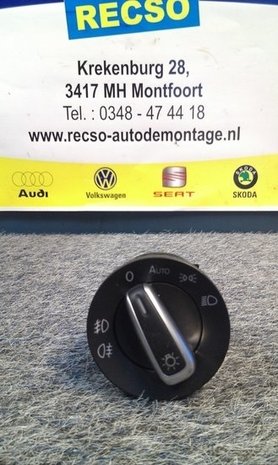 RECSO
Krekenburg 28,
3417 MH Montfoort
Tel. : 0348 - 47 44 18
www.recso-autodemontage.nl
Audi Volkswagen SEAT SKODA
0 AUTO